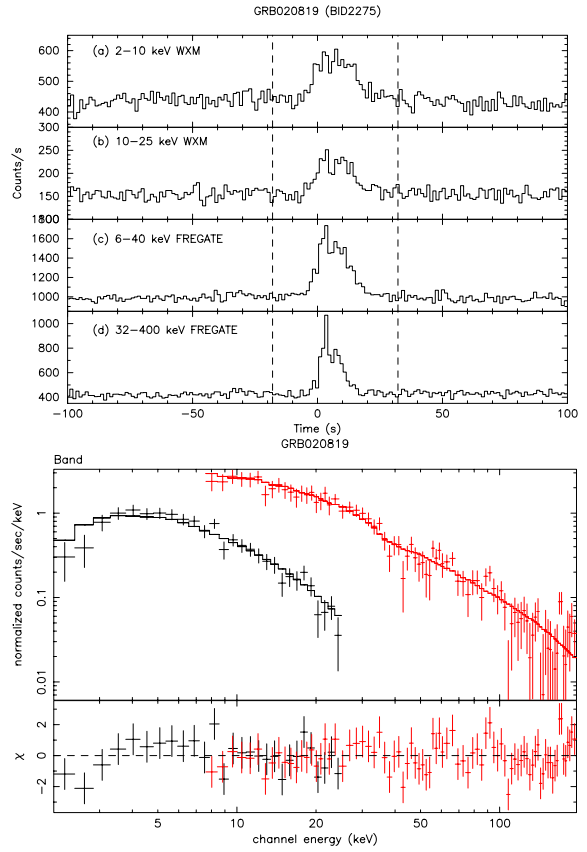 GRB020819 (BID2275)
(a) 2−10 keV WXM
600
500
400
300
(b) 10−25 keV WXM
250
200
150
100
Counts/s
(c) 6−40 keV FREGATE
1800
1600
1400
1200
1000
(d) 32−400 keV FREGATE
1000
800
600
400
−100 −50 0 50 100
Time (s)
GRB020819
Band
1
0.1
0.01
normalized counts/sec/keV
2
0
−2
χ
5 10 20 50 100
channel energy (keV)